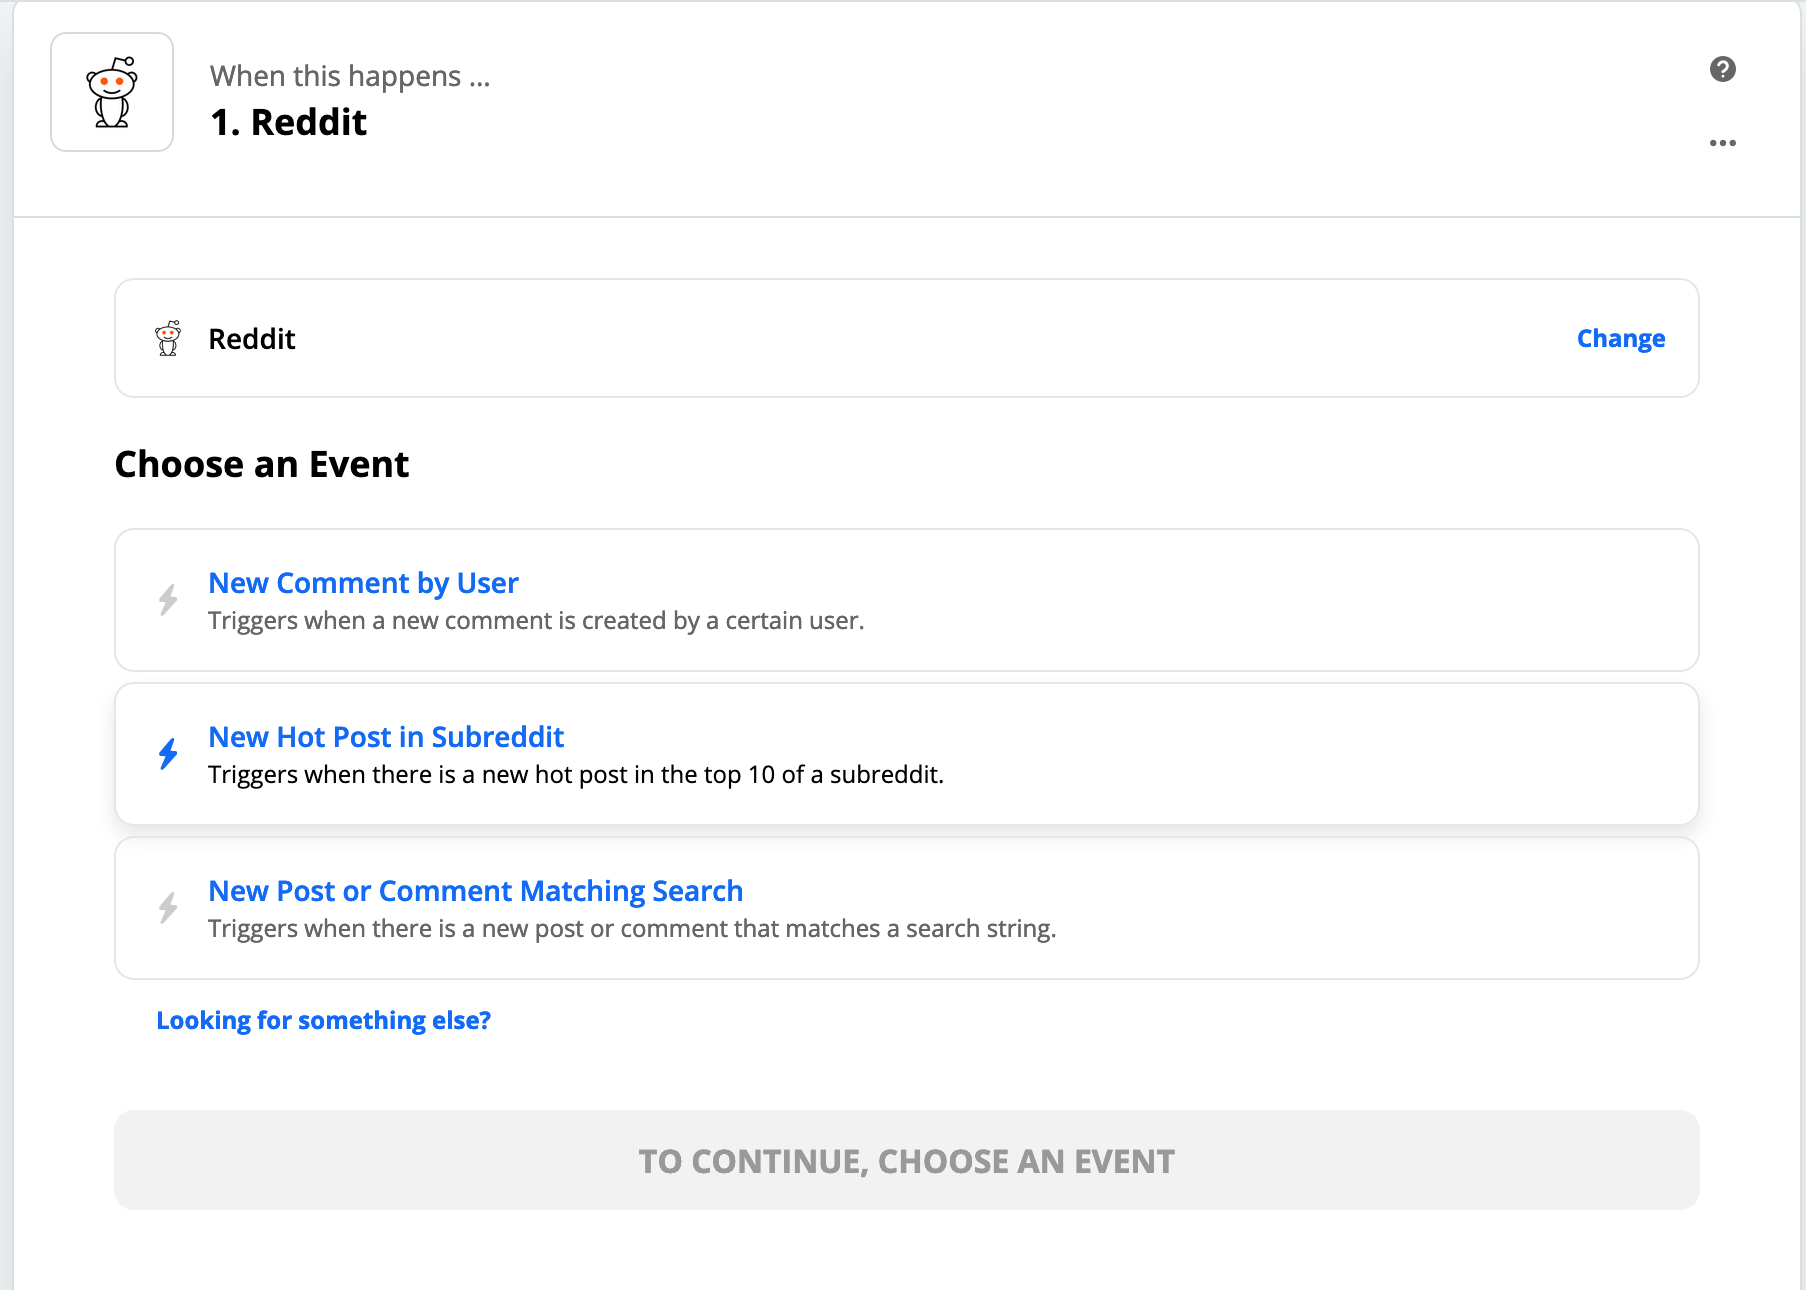 When this happens ...
1. Reddit
Reddit
Change
Choose an Event
New Comment by User
Triggers when a new comment is created by a certain user.
New Hot Post in Subreddit
Triggers when there is a new hot post in the top 10 of a subreddit.
New Post or Comment Matching Search
Triggers when there is a new post or comment that matches a search string.
Looking for something else?
TO CONTINUE, CHOOSE AN EVENT